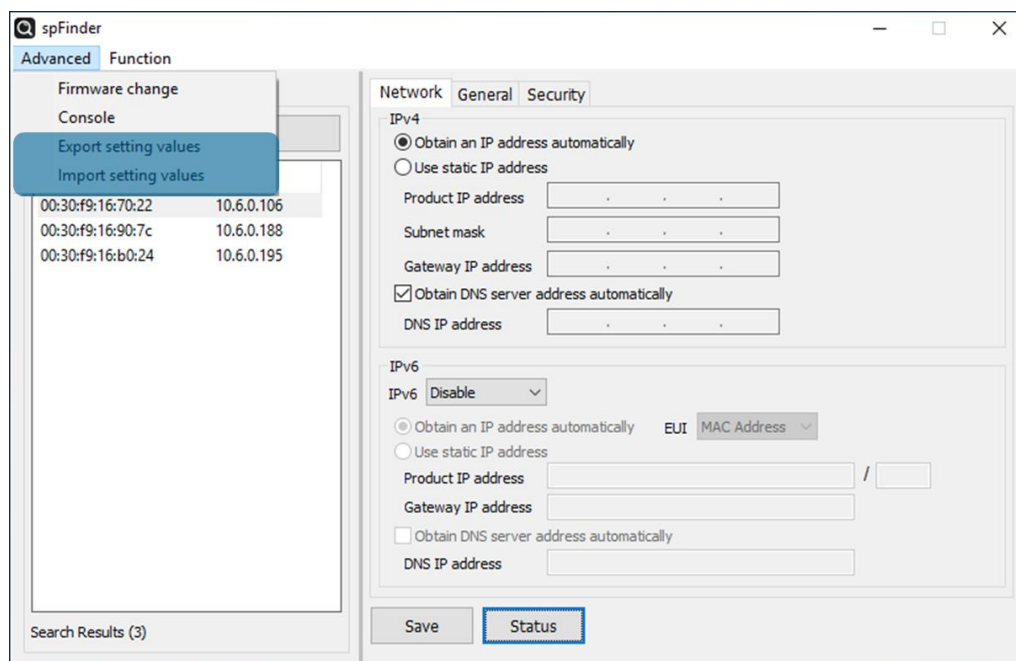 spFinder
Advanced Function
Firmware change
Console
Export setting values
Import setting values
00:30:f9:16:70:22 10.6.0.106
00:30:f9:16:90:7c 10.6.0.188
00:30:f9:16:b0:24 10.6.0.195
Search Results (3)
Network General Security
IPv4
Obtain an IP address automatically
Use static IP address
Product IP address . . .
Subnet mask . . .
Gateway IP address . . .
Obtain DNS server address automatically
DNS IP address . . .
IPv6
IPv6 Disable
Obtain an IP address automatically EUI MAC Address
Use static IP address
Product IP address /
Gateway IP address
Obtain DNS server address automatically
DNS IP address
Save Status